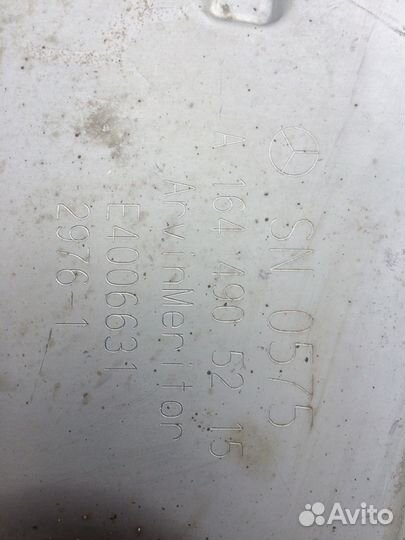 SN 0575
A 164 490 52 15
ArvinMeritor
E4006631
2976-1
Avito